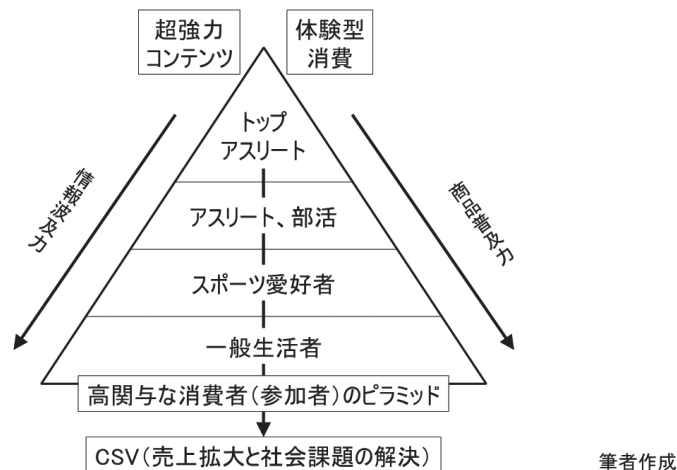 超強力
コンテンツ
体験型
消費
トップ
アスリート
情報波及力
商品普及力
アスリート、部活
スポーツ愛好者
一般生活者
高関与な消費者(参加者)のピラミッド
CSV(売上拡大と社会課題の解決)
筆者作成